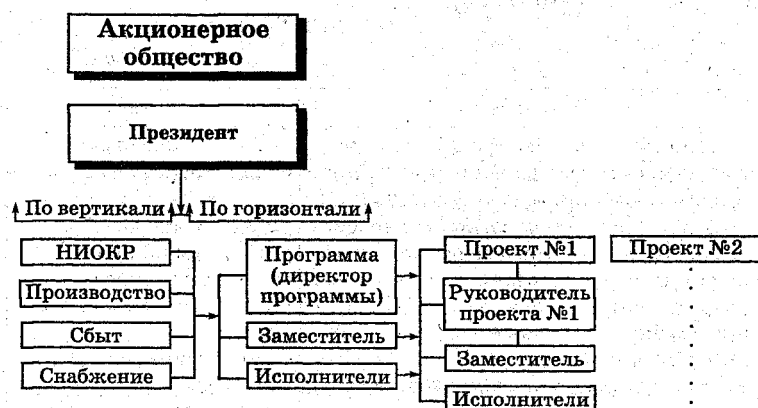 Акционерное
общество
Президент
По вертикали
По горизонтали
НИОКР
Производство
Сбыт
Снабжение
Программа
(директор
программы)
Заместитель
Исполнители
Проект №1
Руководитель
проекта №1
Заместитель
Исполнители
Проект №2